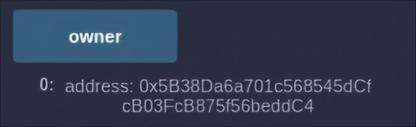 owner
0: address: 0x5B38Da6a701c568545dCf
cB03FcB875f56beddC4